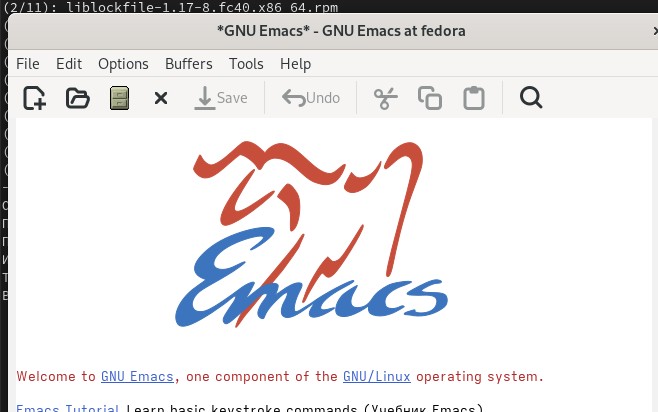 (2/11): liblockfile-1.17-8.fc40.x86_64.rpm
*GNU Emacs* - GNU Emacs at fedora
File Edit Options Buffers Tools Help
Save Undo
Emacs
Welcome to GNU Emacs, one component of the GNU/Linux operating system.
Emacs Tutorial Learn basic keystroke commands (Учебник Emacs)